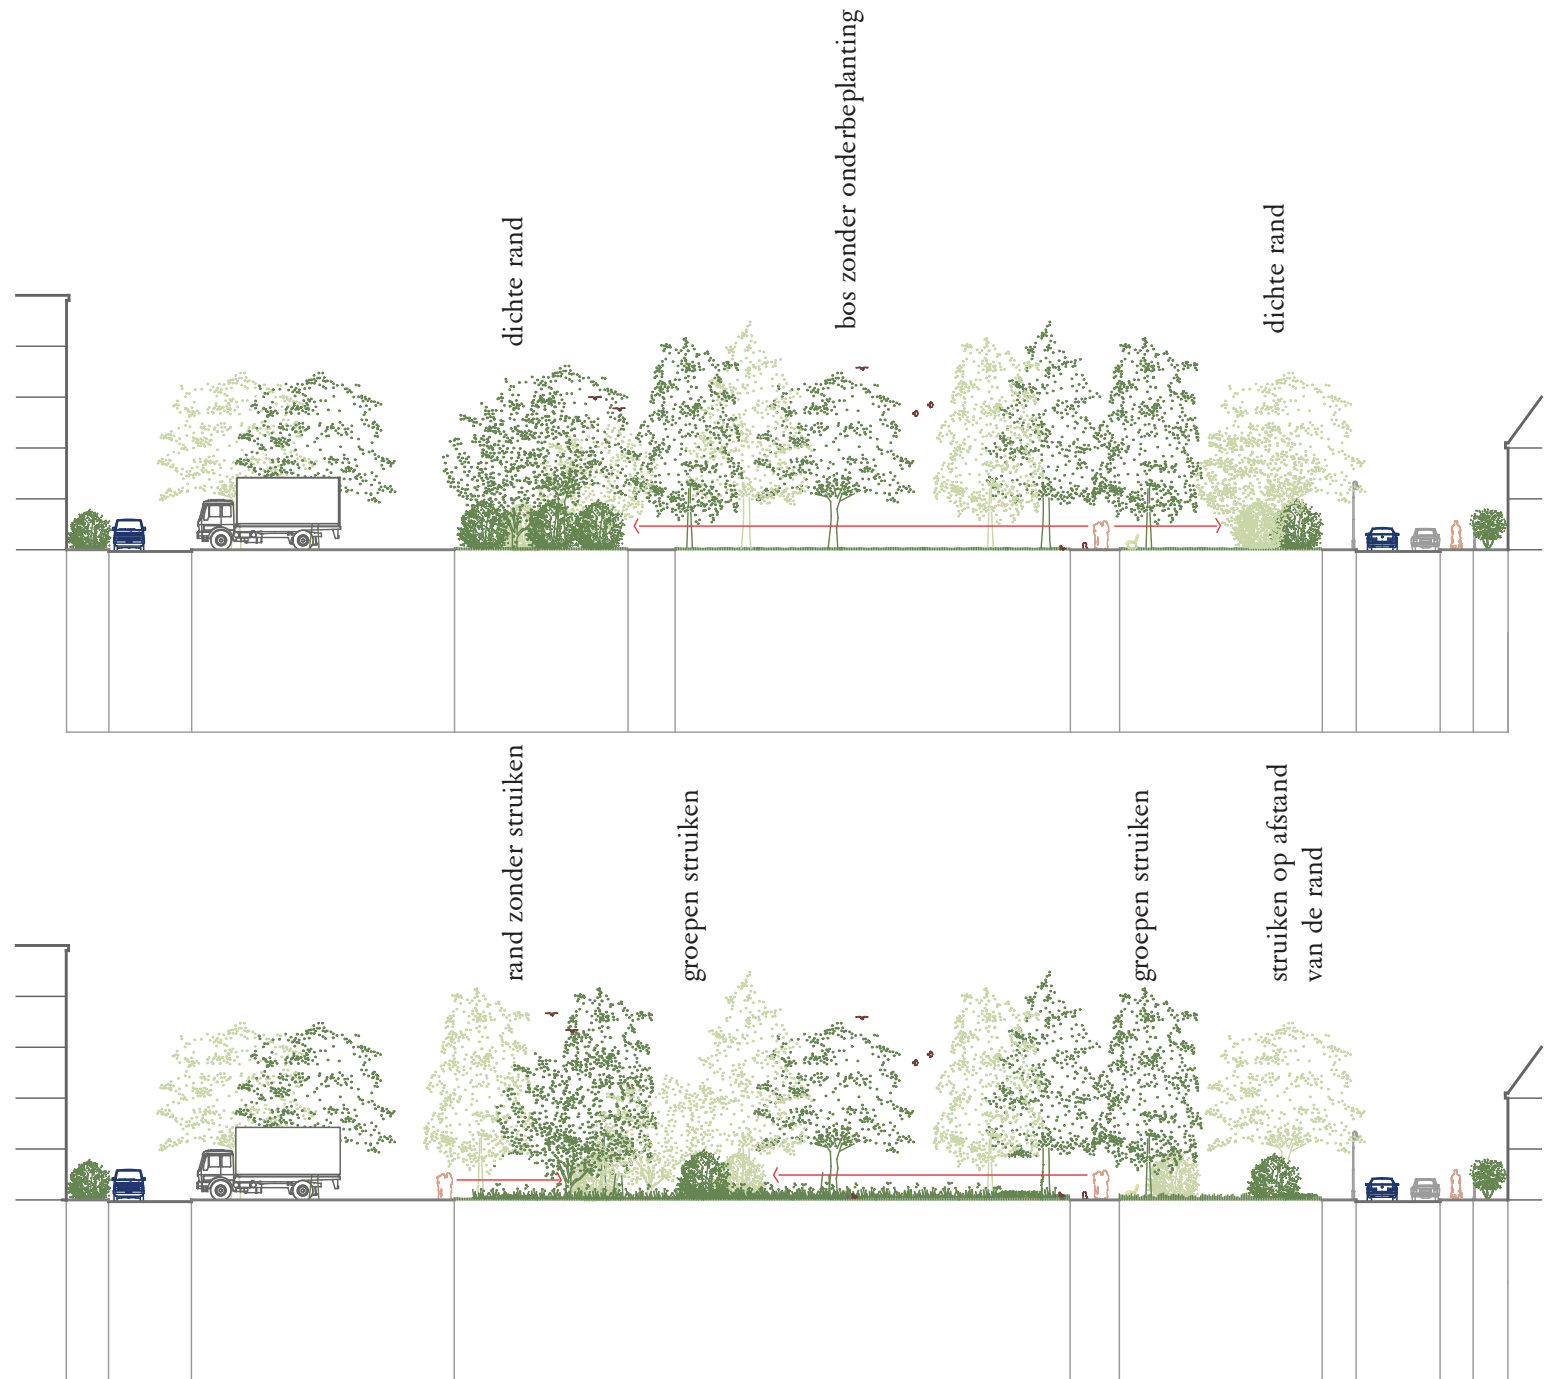 dichte rand
bos zonder onderbeplanting
dichte rand
rand zonder struiken
groepen struiken
groepen struiken
struiken op afstand
van de rand